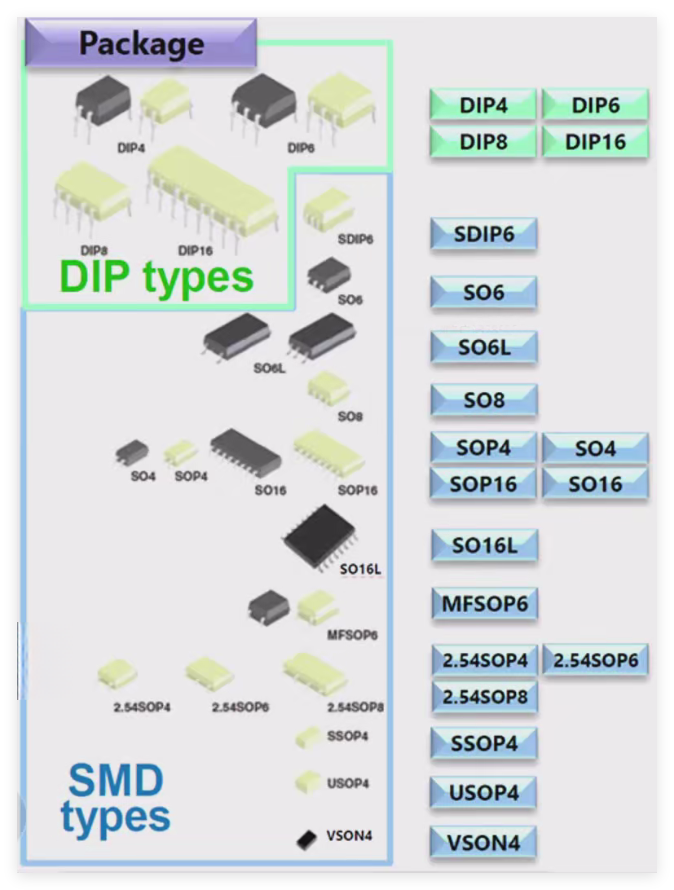 Package
DIP4
DIP6
DIP8
DIP16
DIP types
SDIP6
SO6
SO6L
SO8
SO4
SOP4
SO16
SOP16
SO16L
MFSOP6
2.54SOP4
2.54SOP6
2.54SOP8
SSOP4
USOP4
VSON4
SMD
types
DIP4 DIP6
DIP8 DIP16
SDIP6
SO6
SO6L
SO8
SOP4 SO4
SOP16 SO16
SO16L
MFSOP6
2.54SOP4 2.54SOP6
2.54SOP8
SSOP4
USOP4
VSON4